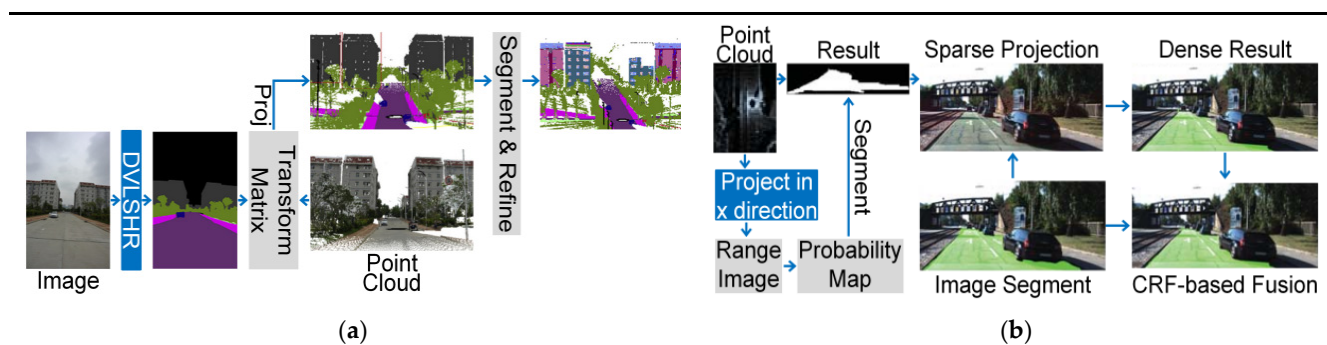 Image
DVLSHR
Transform
Matrix
Proj
Point
Cloud
Segment & Refine
(a)
Point
Cloud
Result
Sparse Projection
Dense Result
Project in
x direction
Segment
Range
Image
Probability
Map
Image Segment
CRF-based Fusion
(b)